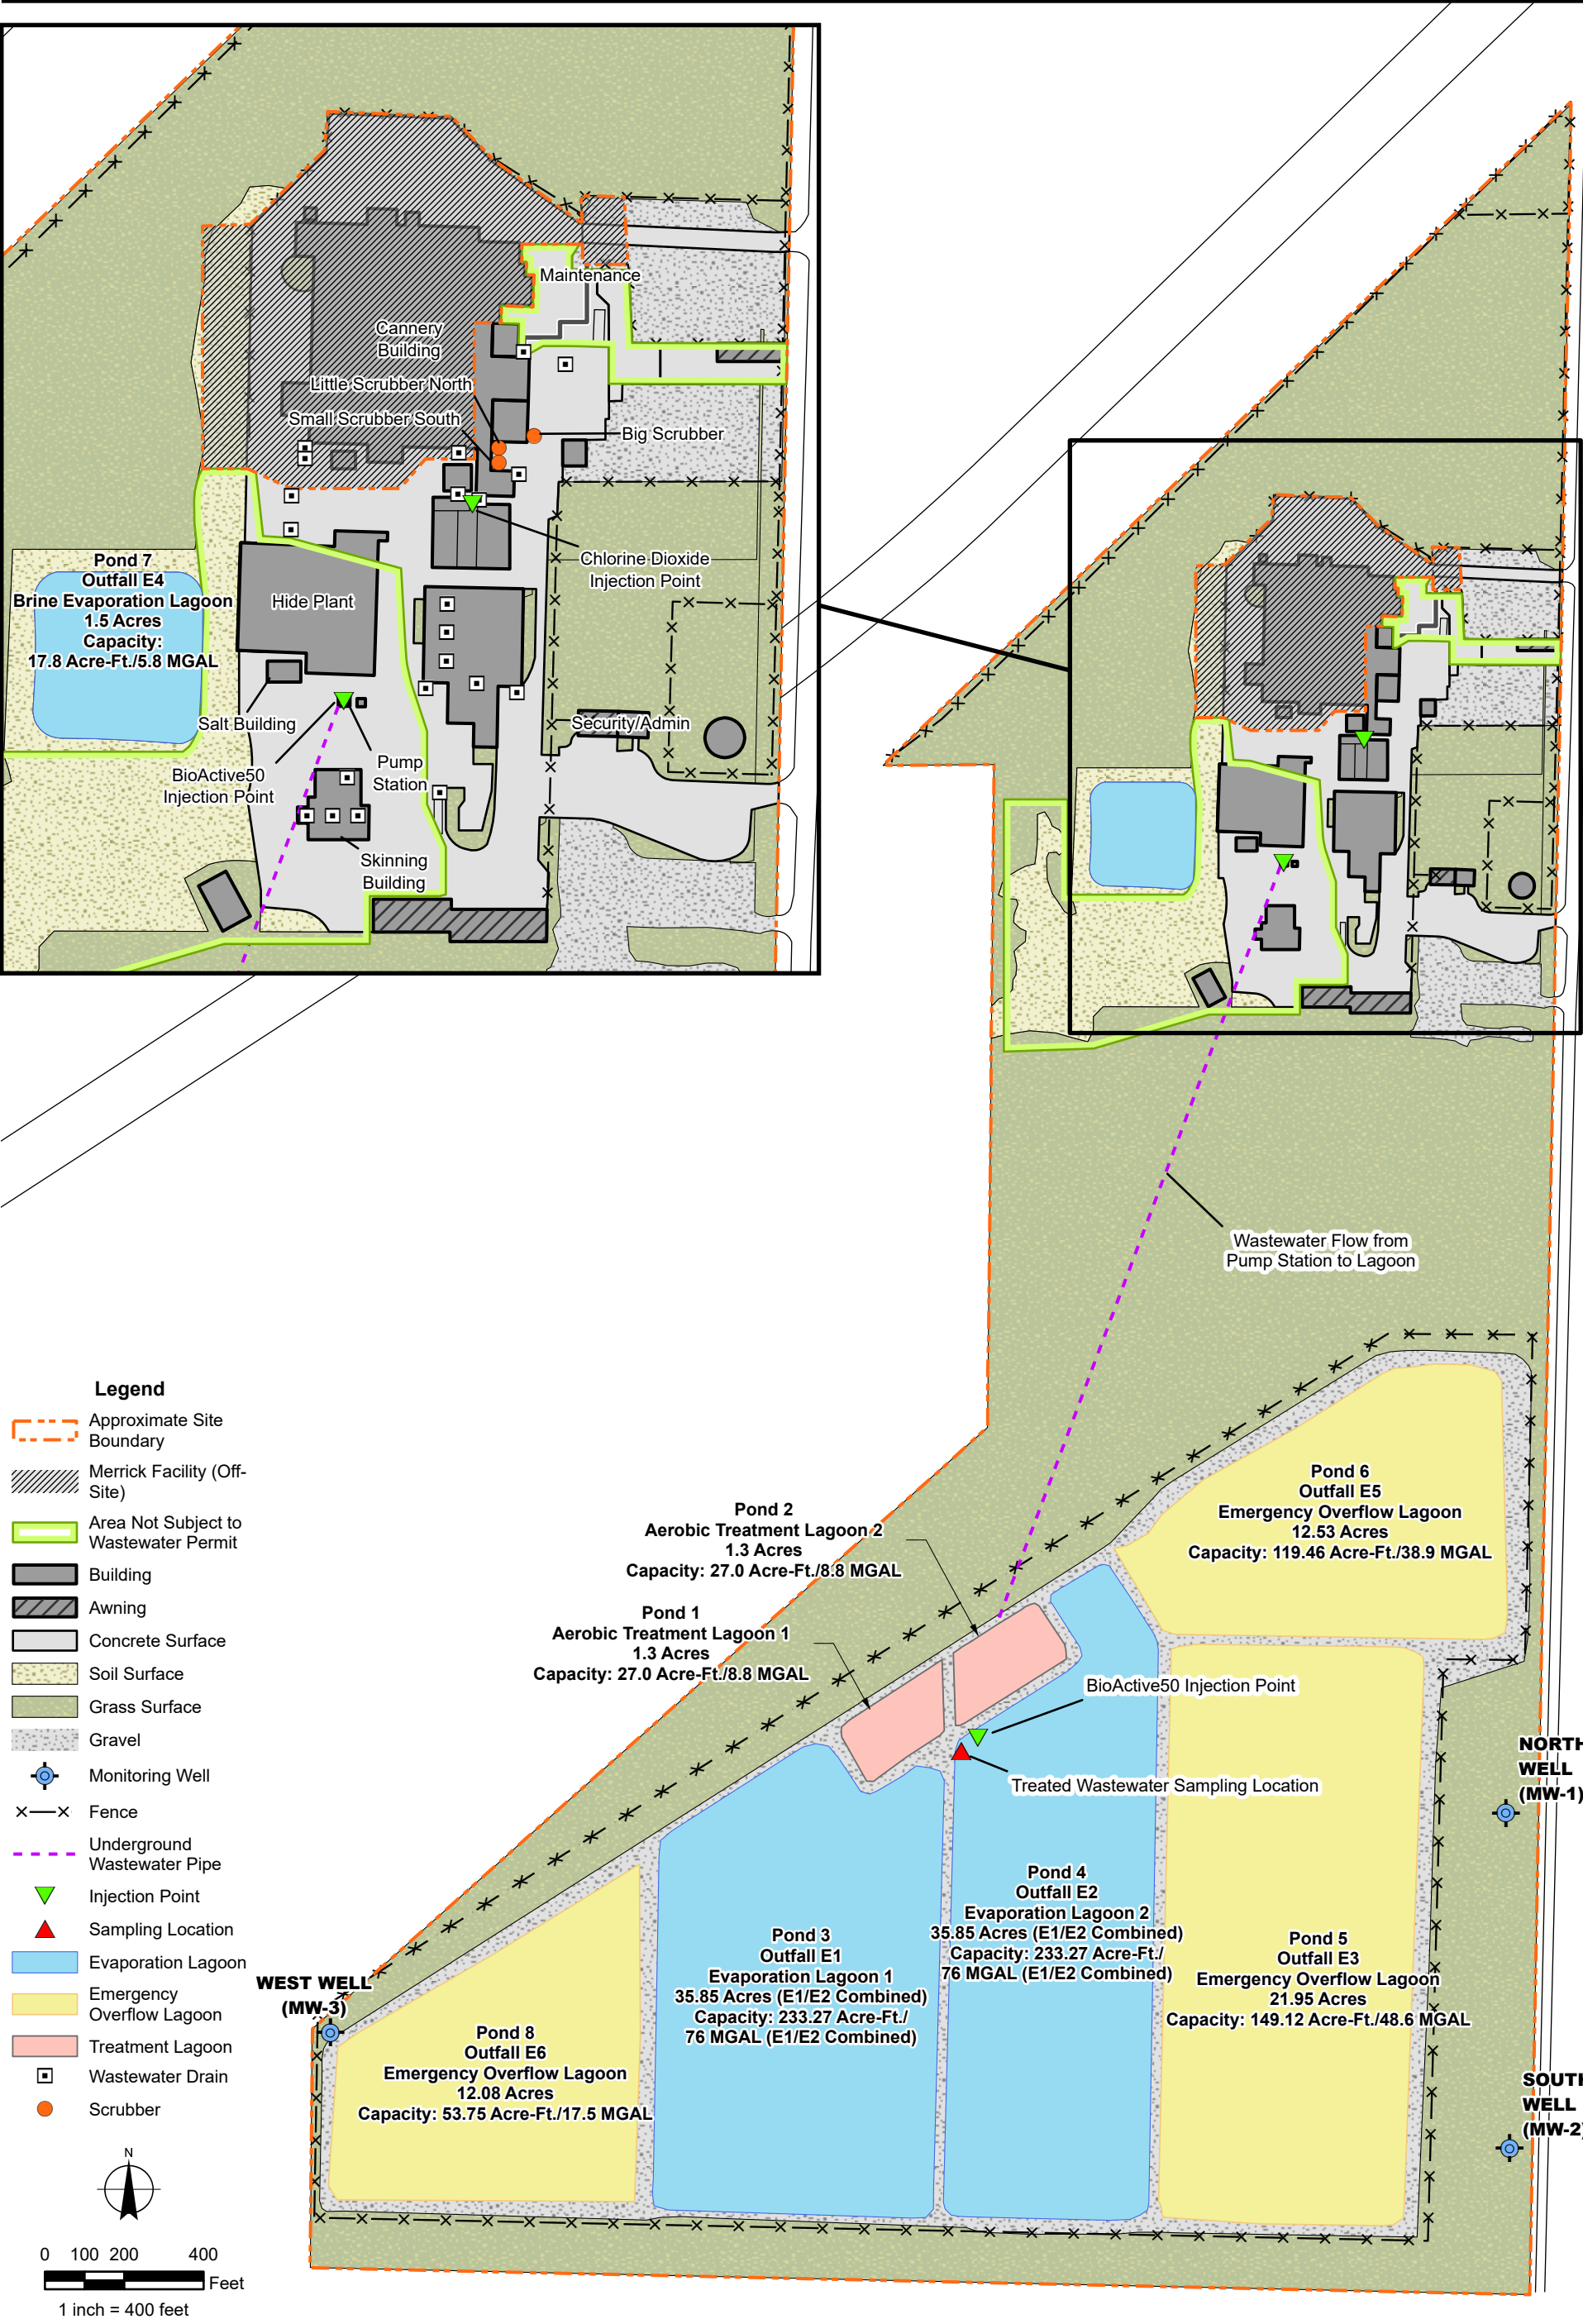 Maintenance
Cannery
Building
Little Scrubber North
Small Scrubber South
Big Scrubber
Chlorine Dioxide
Injection Point
Pond 7
Outfall E4
Brine Evaporation Lagoon
1.5 Acres
Capacity:
17.8 Acre-Ft./5.8 MGAL
Hide Plant
Salt Building
Security/Admin
BioActive50
Injection Point
Pump
Station
Skinning
Building
Wastewater Flow from
Pump Station to Lagoon
Legend
Approximate Site
Boundary
Merrick Facility (Off-
Site)
Area Not Subject to
Wastewater Permit
Building
Awning
Concrete Surface
Soil Surface
Grass Surface
Gravel
Monitoring Well
Fence
Underground
Wastewater Pipe
Injection Point
Sampling Location
Evaporation Lagoon
Emergency
Overflow Lagoon
Treatment Lagoon
Wastewater Drain
Scrubber
N
0 100 200 400
Feet
1 inch = 400 feet
Pond 6
Outfall E5
Emergency Overflow Lagoon
12.53 Acres
Capacity: 119.46 Acre-Ft./38.9 MGAL
Pond 2
Aerobic Treatment Lagoon 2
1.3 Acres
Capacity: 27.0 Acre-Ft./8.8 MGAL
Pond 1
Aerobic Treatment Lagoon 1
1.3 Acres
Capacity: 27.0 Acre-Ft./8.8 MGAL
BioActive50 Injection Point
Treated Wastewater Sampling Location
NORTH
WELL
(MW-1)
Pond 4
Outfall E2
Evaporation Lagoon 2
35.85 Acres (E1/E2 Combined)
Capacity: 233.27 Acre-Ft./
76 MGAL (E1/E2 Combined)
Pond 3
Outfall E1
Evaporation Lagoon 1
35.85 Acres (E1/E2 Combined)
Capacity: 233.27 Acre-Ft./
76 MGAL (E1/E2 Combined)
Pond 5
Outfall E3
Emergency Overflow Lagoon
21.95 Acres
Capacity: 149.12 Acre-Ft./48.6 MGAL
WEST WELL
(MW-3)
Pond 8
Outfall E6
Emergency Overflow Lagoon
12.08 Acres
Capacity: 53.75 Acre-Ft./17.5 MGAL
SOUTH
WELL
(MW-2)